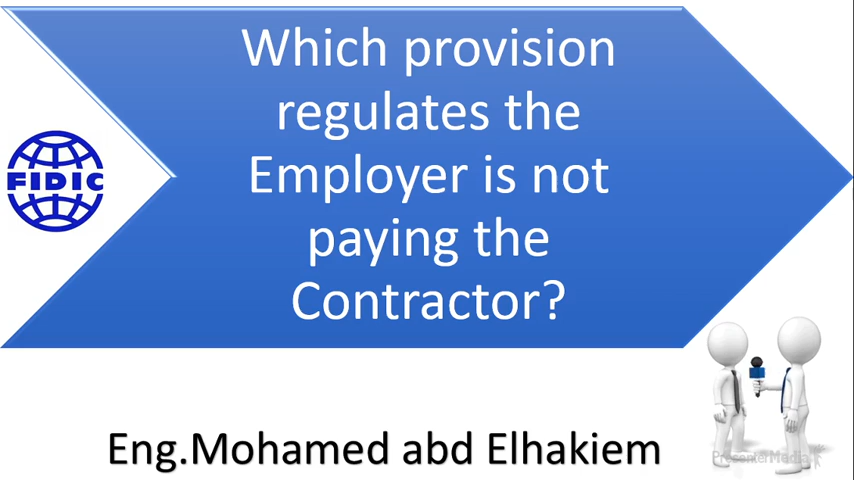 Which provision
regulates the
Employer is not
paying the
Contractor?
FIDIC
Eng.Mohamed abd Elhakiem
PresenterMedia